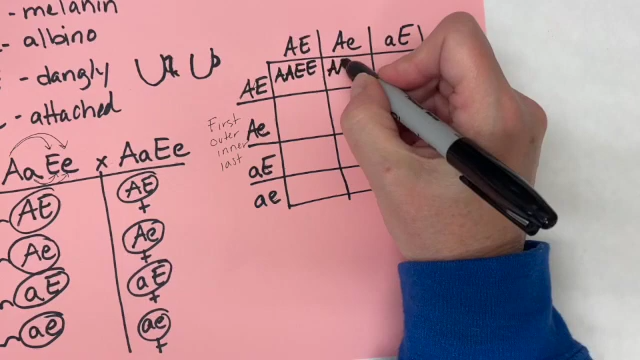 - melanin
- albino
- dangly
- attached
AaEe x AaEe
AE AE
+
Ae Ae
+
aE aE
+
ae ae
+
First
outer
inner
last
AE Ae aE
AE AAEE AA
Ae
aE
ae